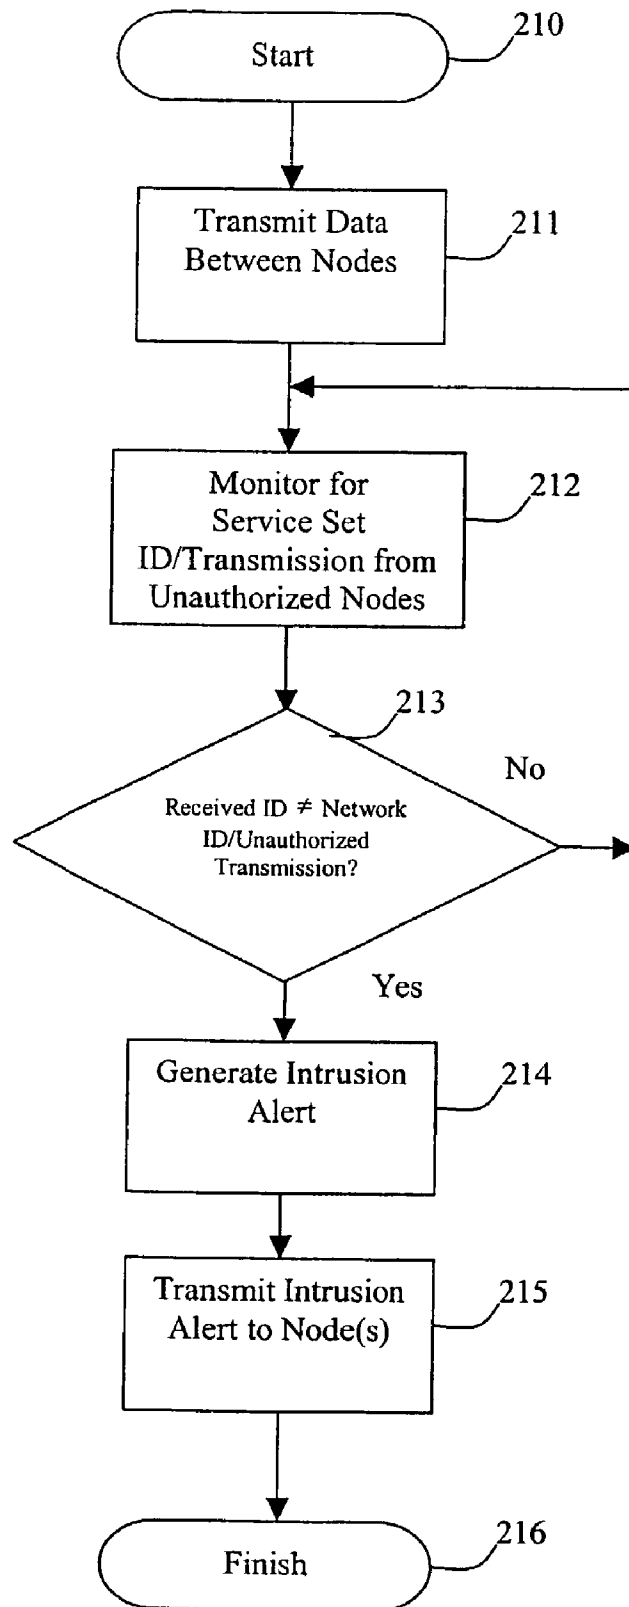 Start
210
Transmit Data
Between Nodes
211
Monitor for
Service Set
ID/Transmission from
Unauthorized Nodes
212
213
Received ID ≠ Network
ID/Unauthorized
Transmission?
No
Yes
Generate Intrusion
Alert
214
Transmit Intrusion
Alert to Node(s)
215
Finish
216